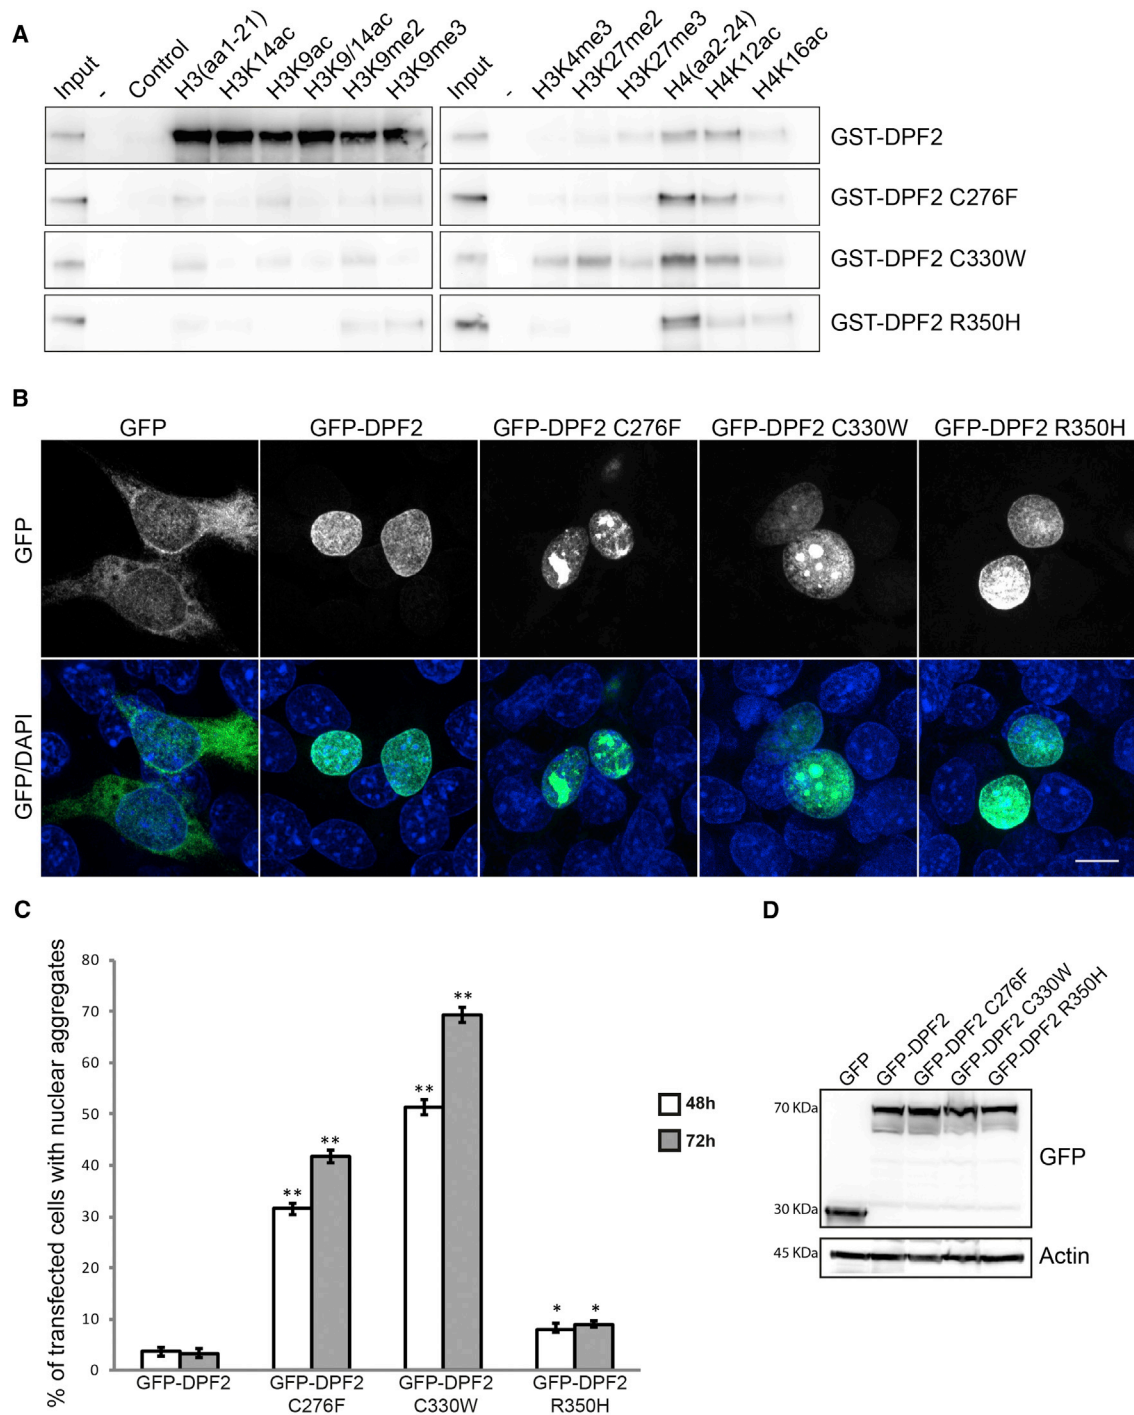 A
Input
-
Control
H3(aa1-21)
H3K14ac
H3K9ac
H3K9/14ac
H3K9me2
H3K9me3
Input
-
H3K4me3
H3K27me2
H3K27me3
H4(aa2-24)
H4K12ac
H4K16ac
GST-DPF2
GST-DPF2 C276F
GST-DPF2 C330W
GST-DPF2 R350H
B
GFP
GFP-DPF2
GFP-DPF2 C276F
GFP-DPF2 C330W
GFP-DPF2 R350H
GFP
GFP/DAPI
C
% of transfected cells with nuclear aggregates
80
70
60
50
40
30
20
10
0
**
**
**
**
*
*
GFP-DPF2
GFP-DPF2
C276F
GFP-DPF2
C330W
GFP-DPF2
R350H
48h
72h
D
GFP
GFP-DPF2
GFP-DPF2 C276F
GFP-DPF2 C330W
GFP-DPF2 R350H
70 KDa
30 KDa
45 KDa
GFP
Actin